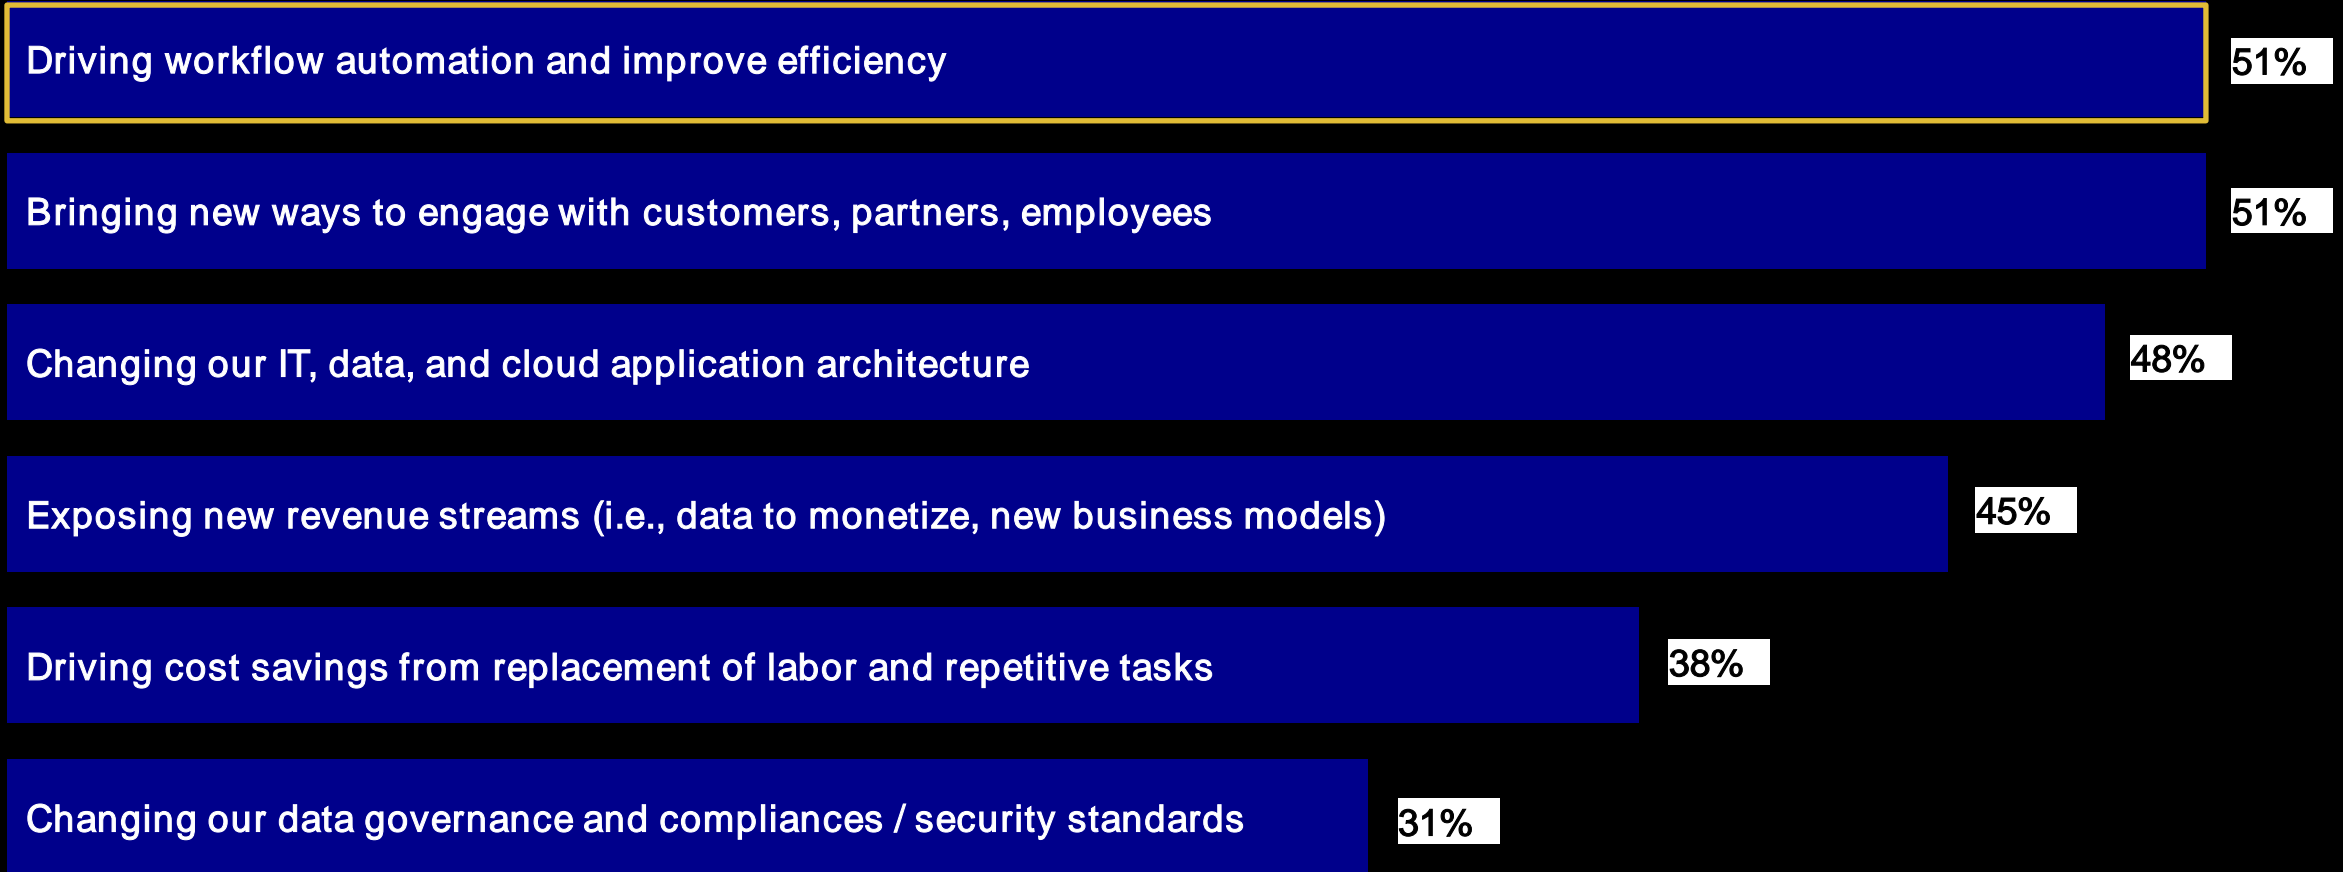 Driving workflow automation and improve efficiency 51%
Bringing new ways to engage with customers, partners, employees 51%
Changing our IT, data, and cloud application architecture 48%
Exposing new revenue streams (i.e., data to monetize, new business models) 45%
Driving cost savings from replacement of labor and repetitive tasks 38%
Changing our data governance and compliances / security standards 31%